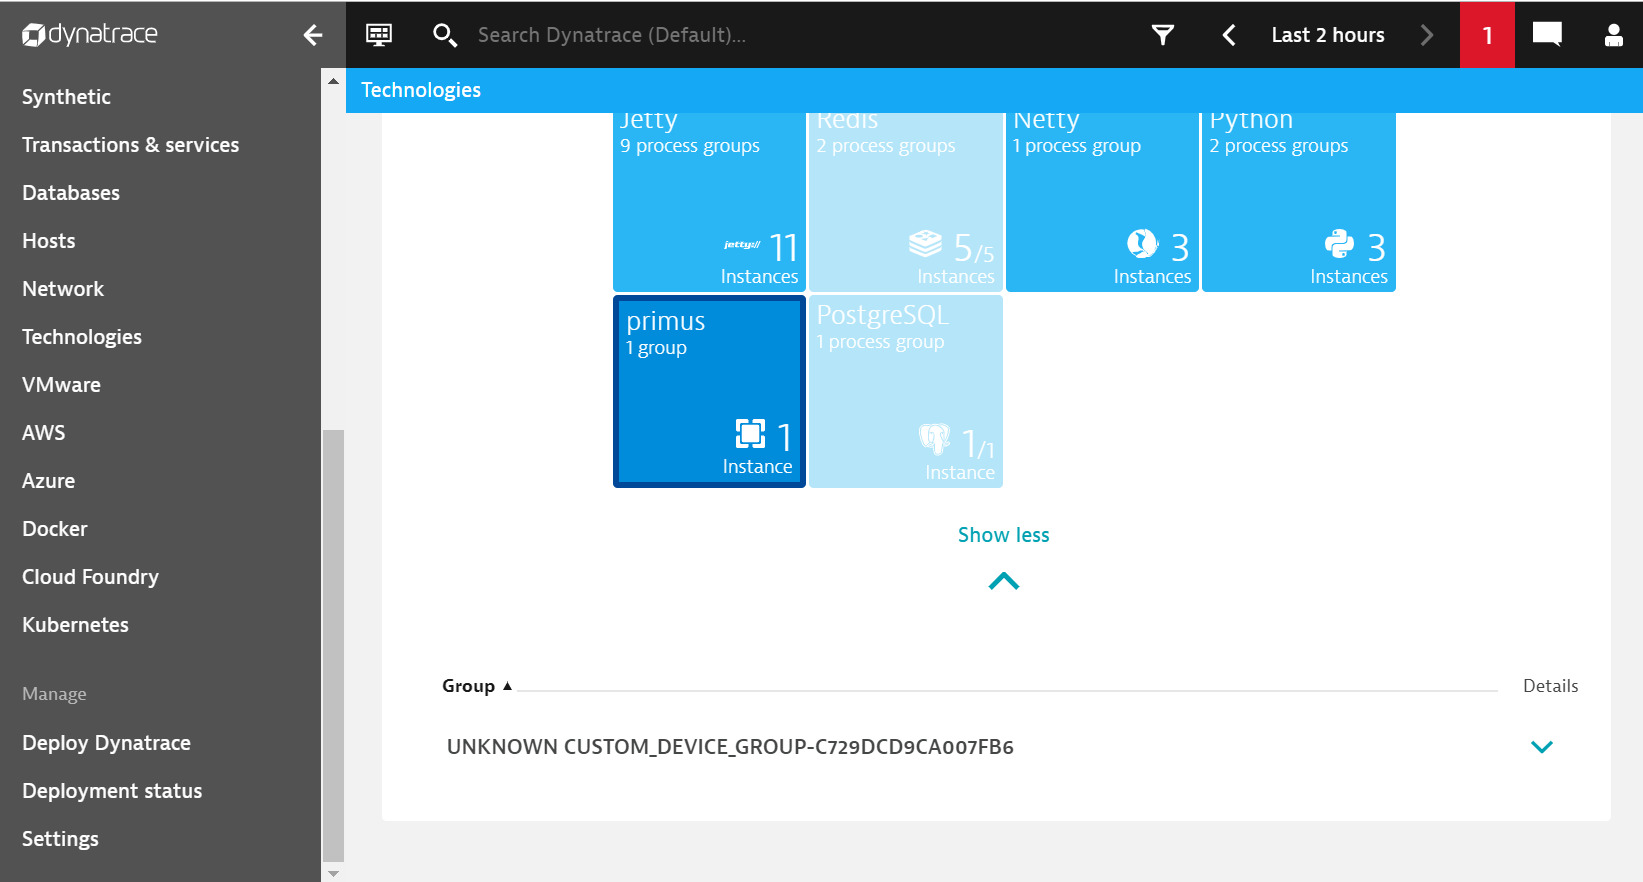 dynatrace
Search Dynatrace (Default)...
Last 2 hours
1
Synthetic
Transactions & services
Databases
Hosts
Network
Technologies
VMware
AWS
Azure
Docker
Cloud Foundry
Kubernetes
Manage
Deploy Dynatrace
Deployment status
Settings
Technologies
Jetty
9 process groups
jetty://
11
Instances
Redis
2 process groups
5/5
Instances
Netty
1 process group
3
Instances
Python
2 process groups
3
Instances
primus
1 group
1
Instance
PostgreSQL
1 process group
1/1
Instance
Show less
Group ▲
Details
UNKNOWN CUSTOM_DEVICE_GROUP-C729DCD9CA007FB6